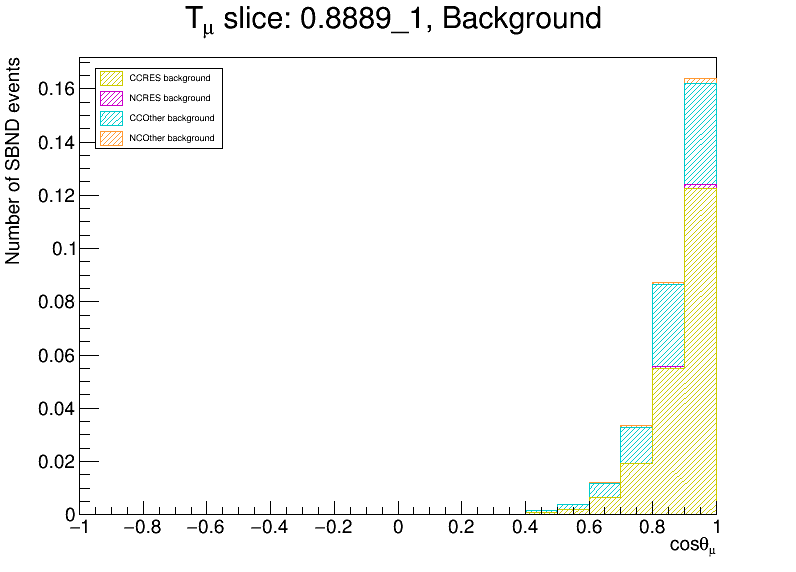 Tμ slice: 0.8889_1, Background
Number of SBND events
CCRES background
NCRES background
CCOther background
NCOther background
0.16
0.14
0.12
0.1
0.08
0.06
0.04
0.02
0
−1 −0.8 −0.6 −0.4 −0.2 0 0.2 0.4 0.6 0.8 1
cosθμ